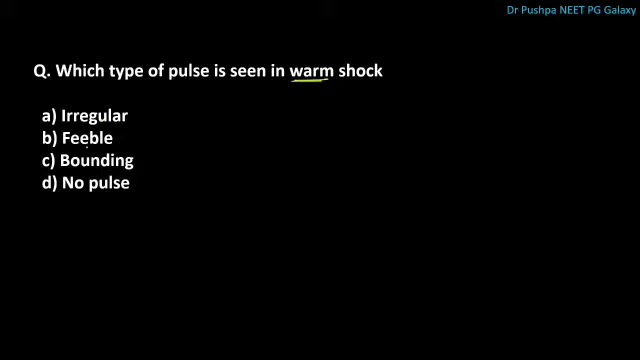 Dr Pushpa NEET PG Galaxy
Q. Which type of pulse is seen in warm shock
a) Irregular
b) Feeble
c) Bounding
d) No pulse